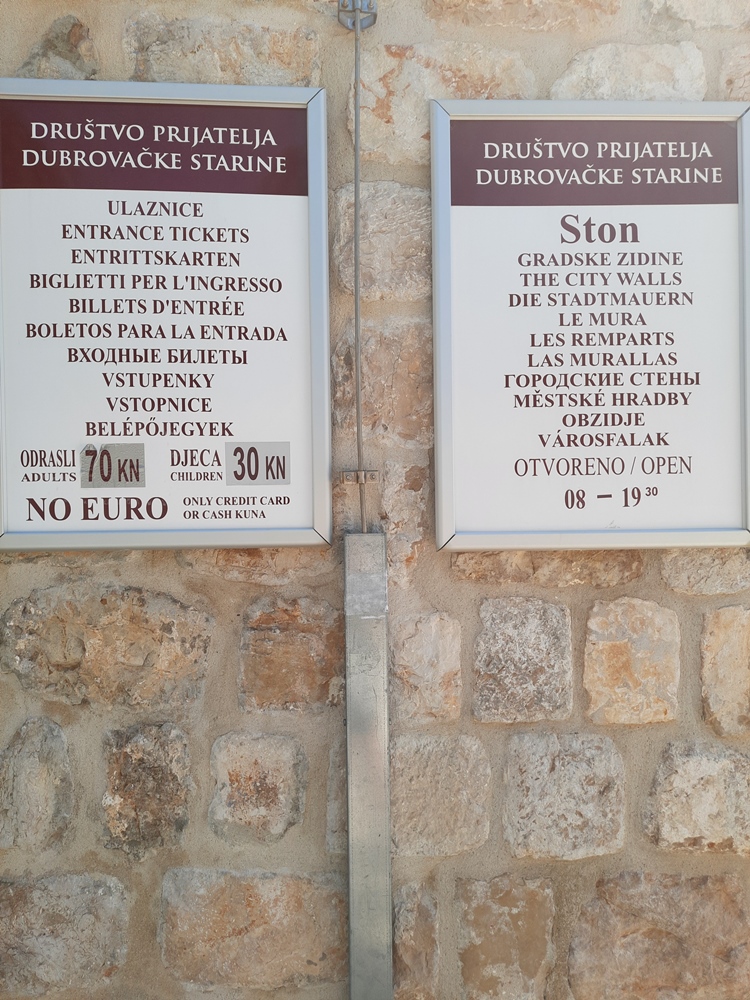 DRUŠTVO PRIJATELJA
DUBROVAČKE STARINE
ULAZNICE
ENTRANCE TICKETS
ENTRITTSKARTEN
BIGLIETTI PER L'INGRESSO
BILLETS D'ENTRÉE
BOLETOS PARA LA ENTRADA
ВХОДНЫЕ БИЛЕТЫ
VSTUPENKY
VSTOPNICE
BELÉPŐJEGYEK
ODRASLI 70 KN DJECA 30 KN
ADULTS CHILDREN
NO EURO ONLY CREDIT CARD
OR CASH KUNA
DRUŠTVO PRIJATELJA
DUBROVAČKE STARINE
Ston
GRADSKE ZIDINE
THE CITY WALLS
DIE STADTMAUERN
LE MURA
LES REMPARTS
LAS MURALLAS
ГОРОДСКИЕ СТЕНЫ
MĚSTSKÉ HRADBY
OBZIDJE
VÁROSFALAK
OTVORENO / OPEN
08 – 19³⁰